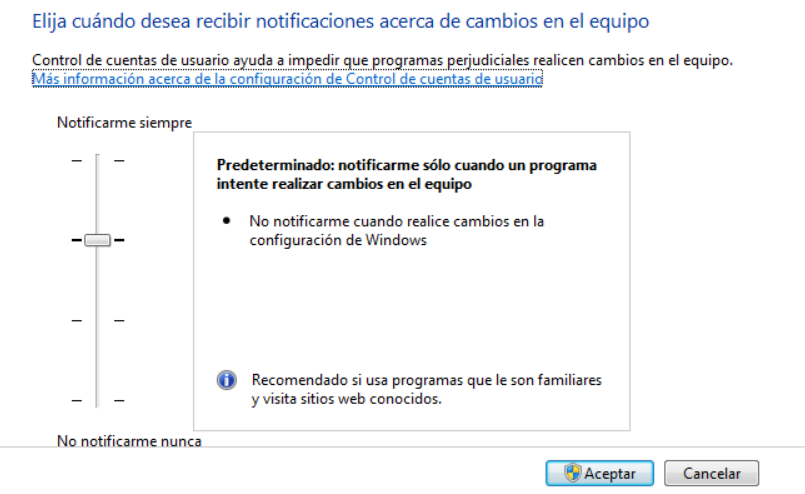 Elija cuándo desea recibir notificaciones acerca de cambios en el equipo
Control de cuentas de usuario ayuda a impedir que programas perjudiciales realicen cambios en el equipo.
Más información acerca de la configuración de Control de cuentas de usuario
Notificarme siempre
Predeterminado: notificarme sólo cuando un programa
intente realizar cambios en el equipo
• No notificarme cuando realice cambios en la
configuración de Windows
Recomendado si usa programas que le son familiares
y visita sitios web conocidos.
No notificarme nunca
Aceptar
Cancelar